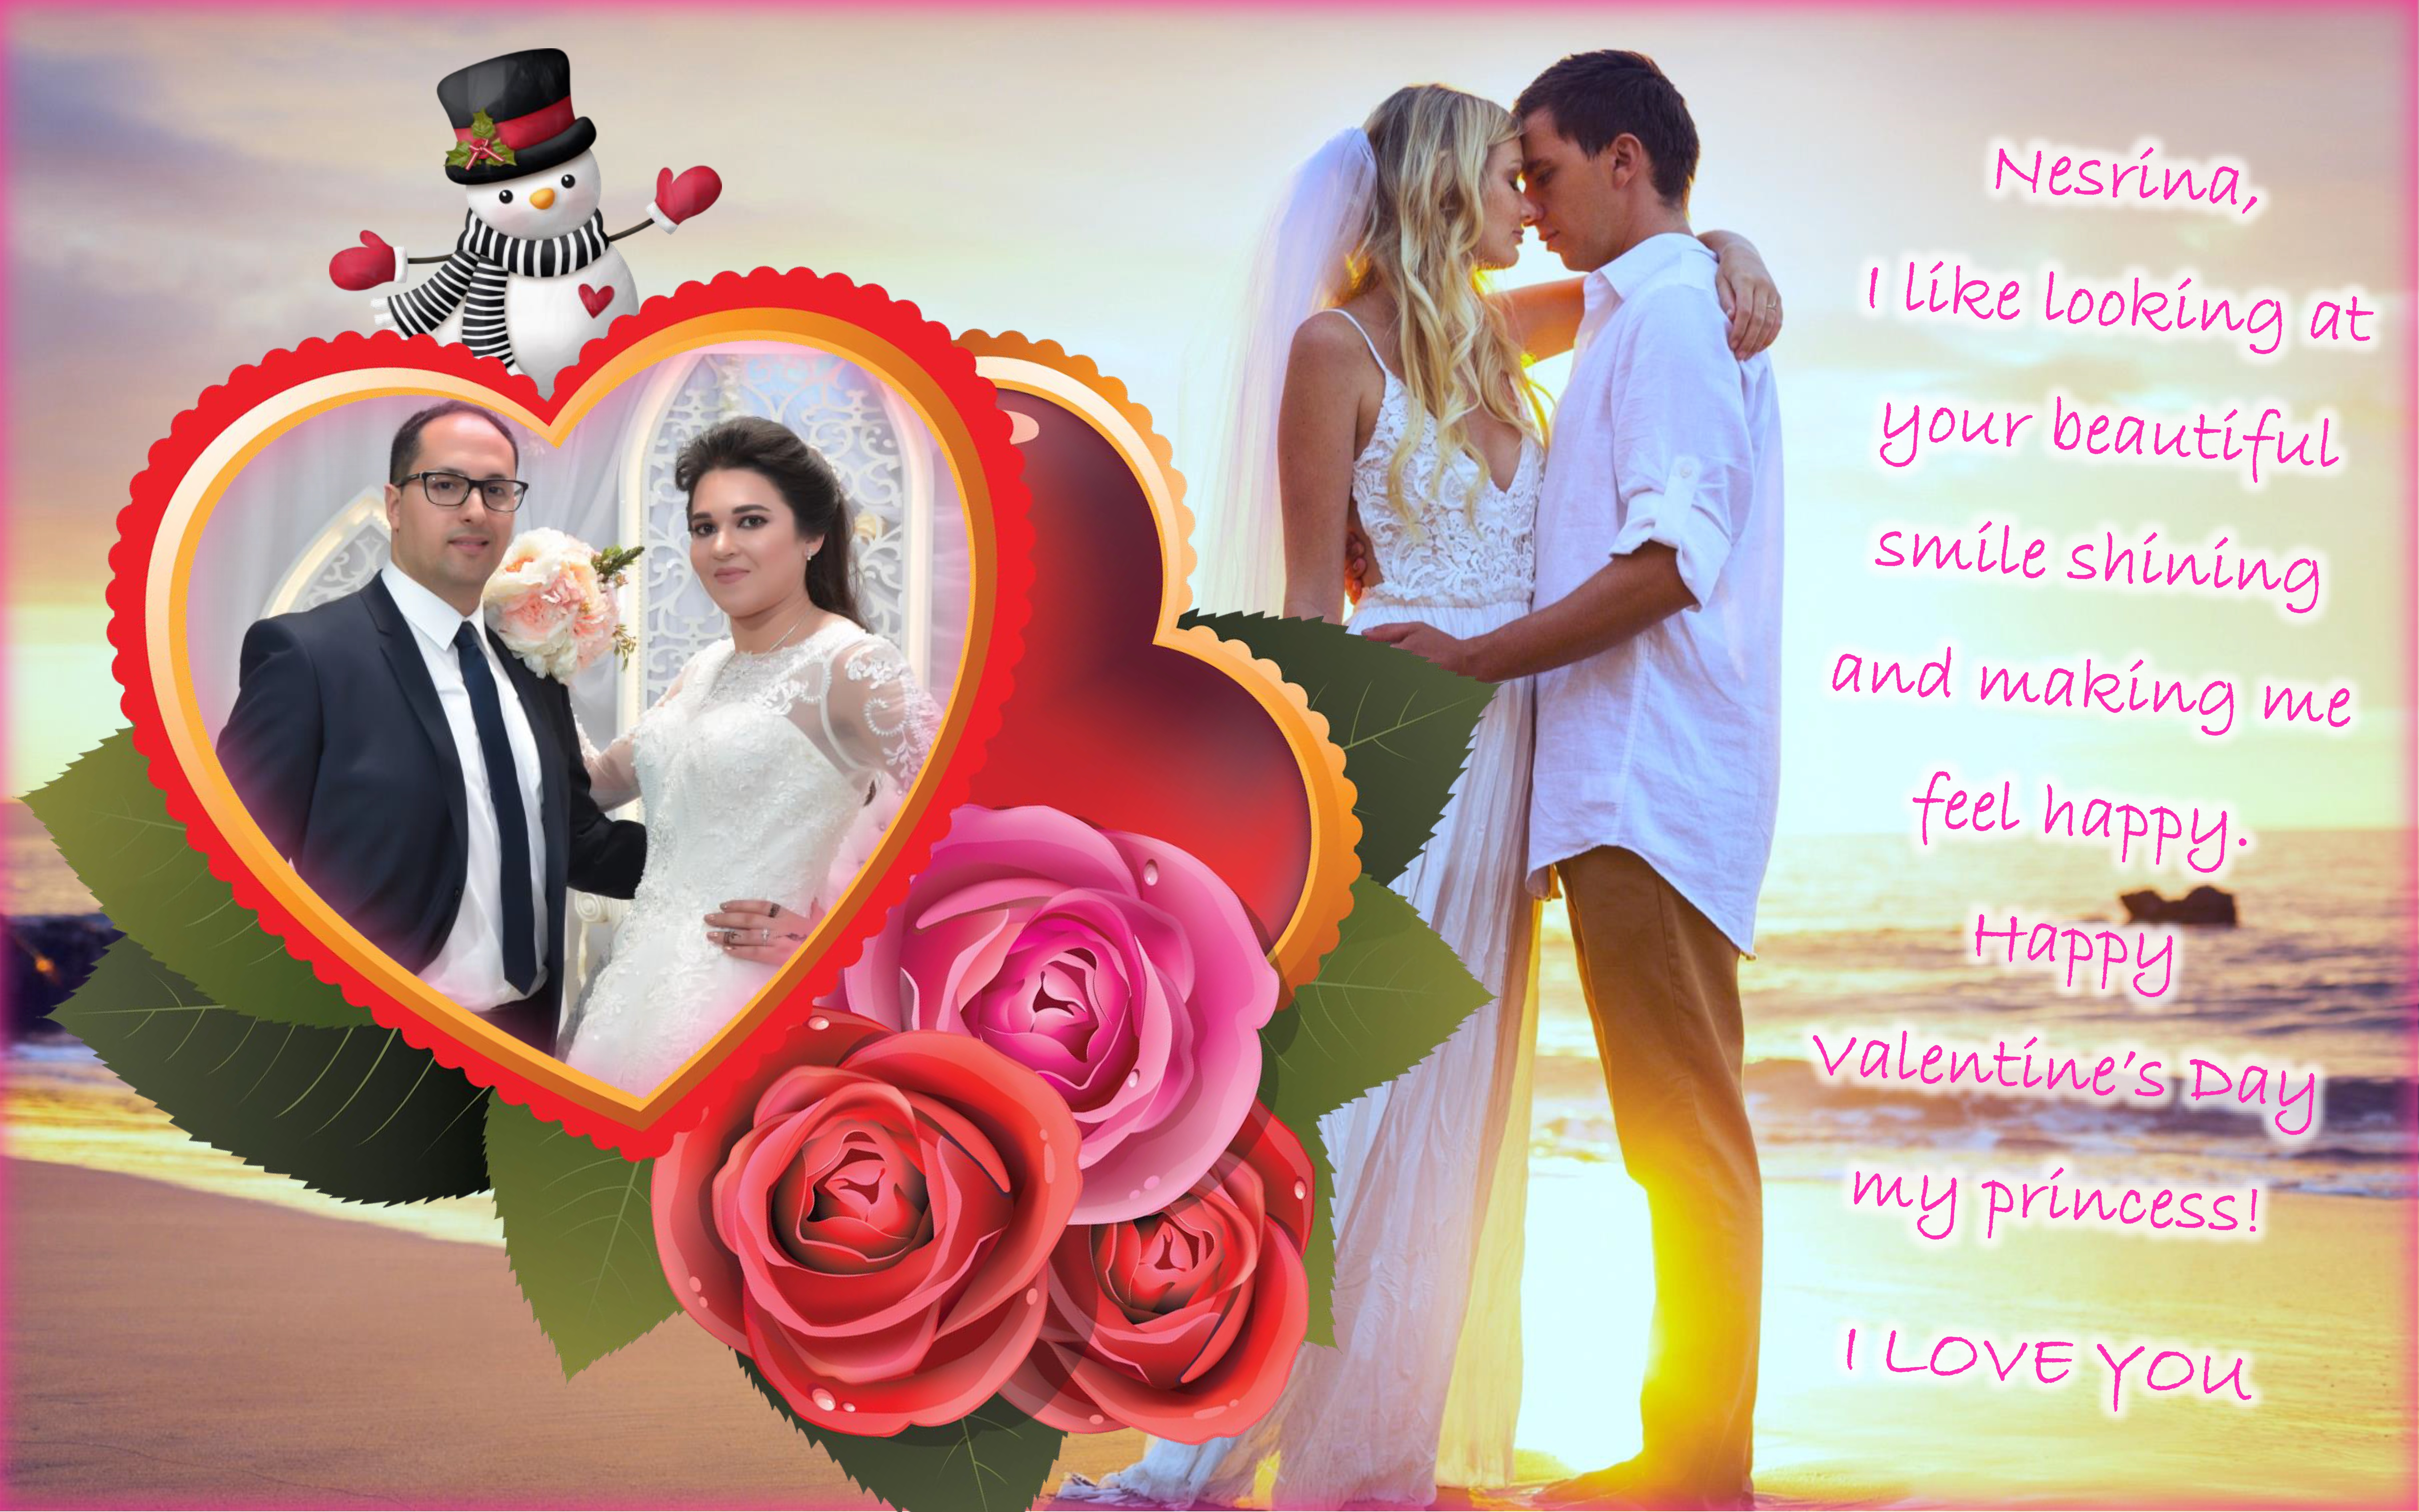 Nesrina,
I like looking at
your beautiful
smile shining
and making me
feel happy.
Happy
Valentine's Day
my princess!
I LOVE YOU